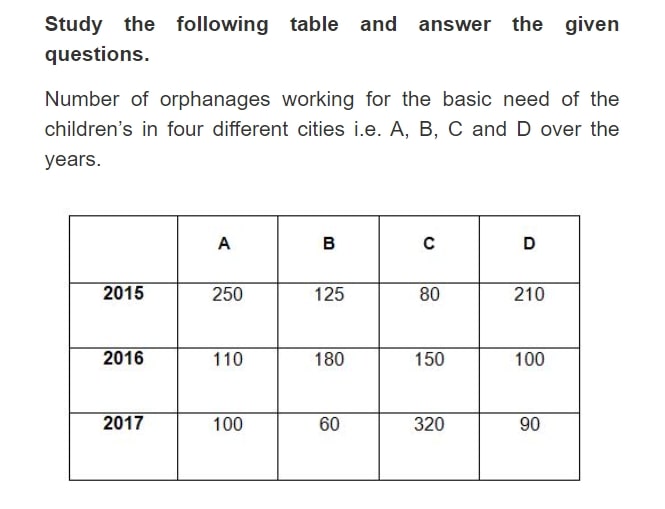 Study the following table and answer the given
questions.
Number of orphanages working for the basic need of the
children's in four different cities i.e. A, B, C and D over the
years.
A B C D
2015 250 125 80 210
2016 110 180 150 100
2017 100 60 320 90